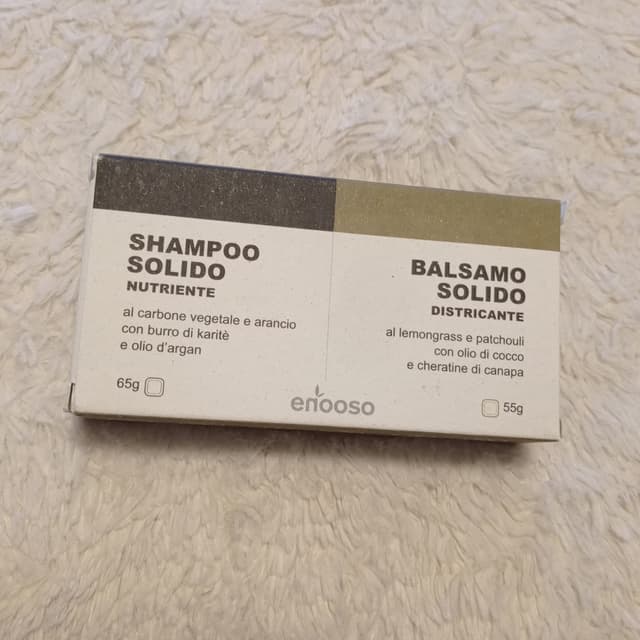 SHAMPOO
SOLIDO
NUTRIENTE
al carbone vegetale e arancio
con burro di karitè
e olio d'argan
65g
BALSAMO
SOLIDO
DISTRICANTE
al lemongrass e patchouli
con olio di cocco
e cheratine di canapa
55g
enooso